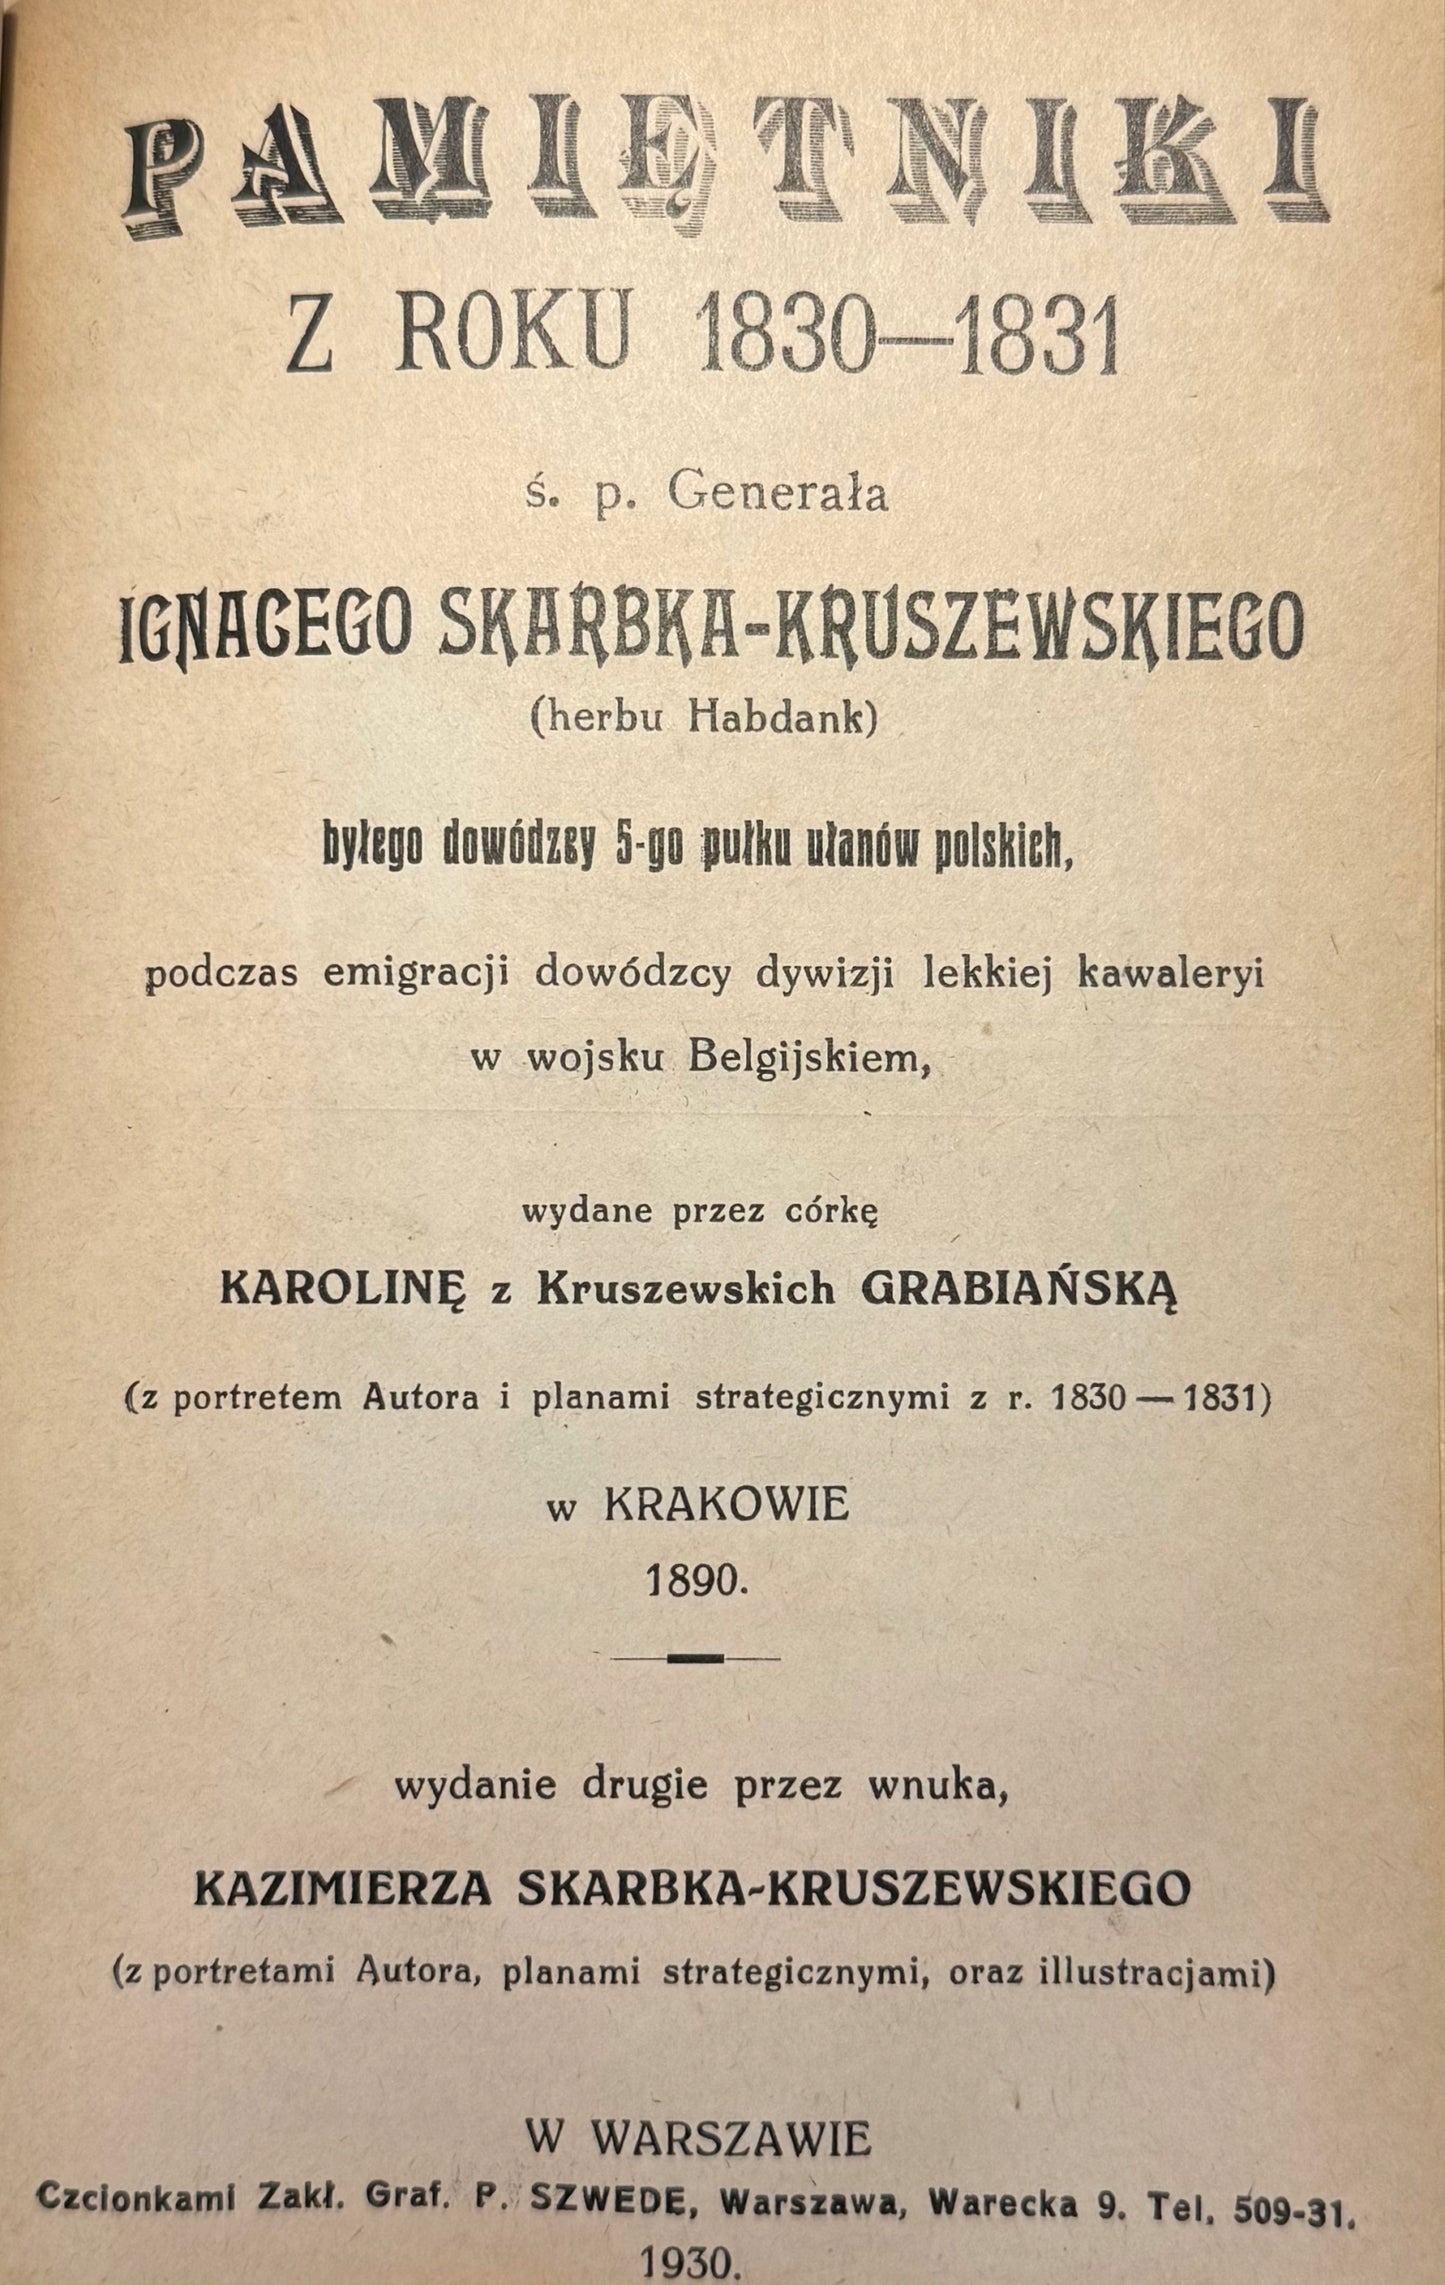 PAMIĘTNIKI
Z ROKU 1830—1831
ś. p. Generała
IGNACEGO SKARBKA-KRUSZEWSKIEGO
(herbu Habdank)
byłego dowódzcy 5-go pułku ułanów polskich,
podczas emigracji dowódzcy dywizji lekkiej kawaleryi
w wojsku Belgijskiem,
wydane przez córkę
KAROLINĘ z Kruszewskich GRABIAŃSKĄ
(z portretem Autora i planami strategicznymi z r. 1830 — 1831)
w KRAKOWIE
1890.
wydanie drugie przez wnuka,
KAZIMIERZA SKARBKA-KRUSZEWSKIEGO
(z portretami Autora, planami strategicznymi, oraz illustracjami)
W WARSZAWIE
Czcionkami Zakł. Graf. P. SZWEDE, Warszawa, Warecka 9. Tel. 509-31.
1930.